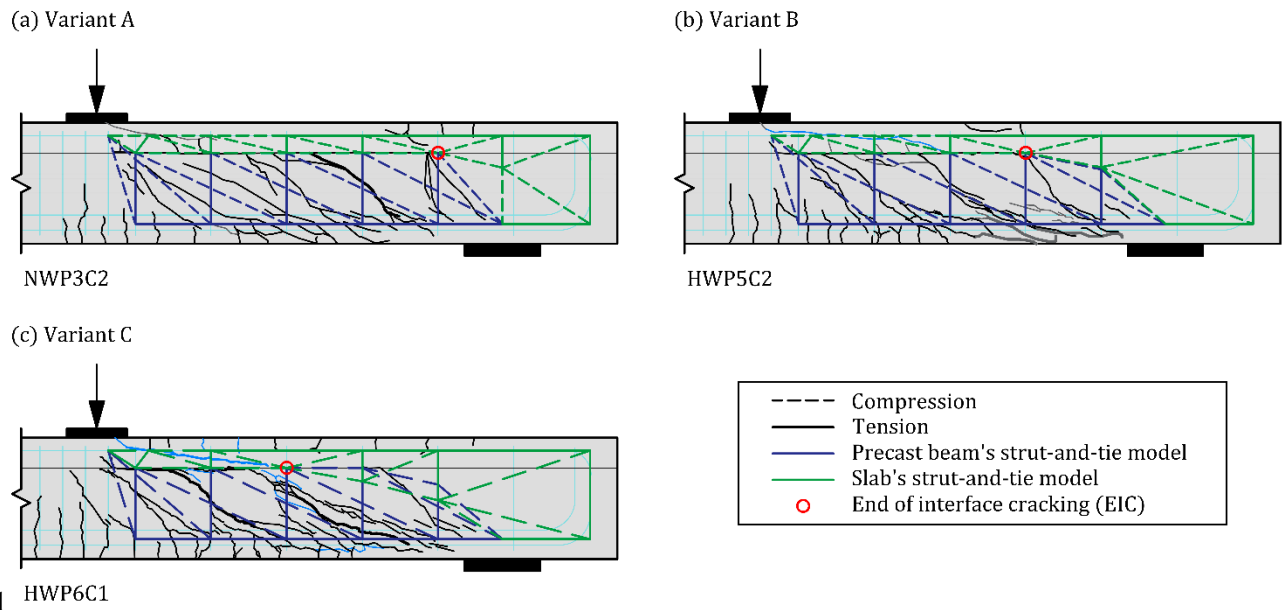 (a) Variant A
(b) Variant B
NWP3C2
HWP5C2
(c) Variant C
HWP6C1
Compression
Tension
Precast beam's strut-and-tie model
Slab's strut-and-tie model
End of interface cracking (EIC)